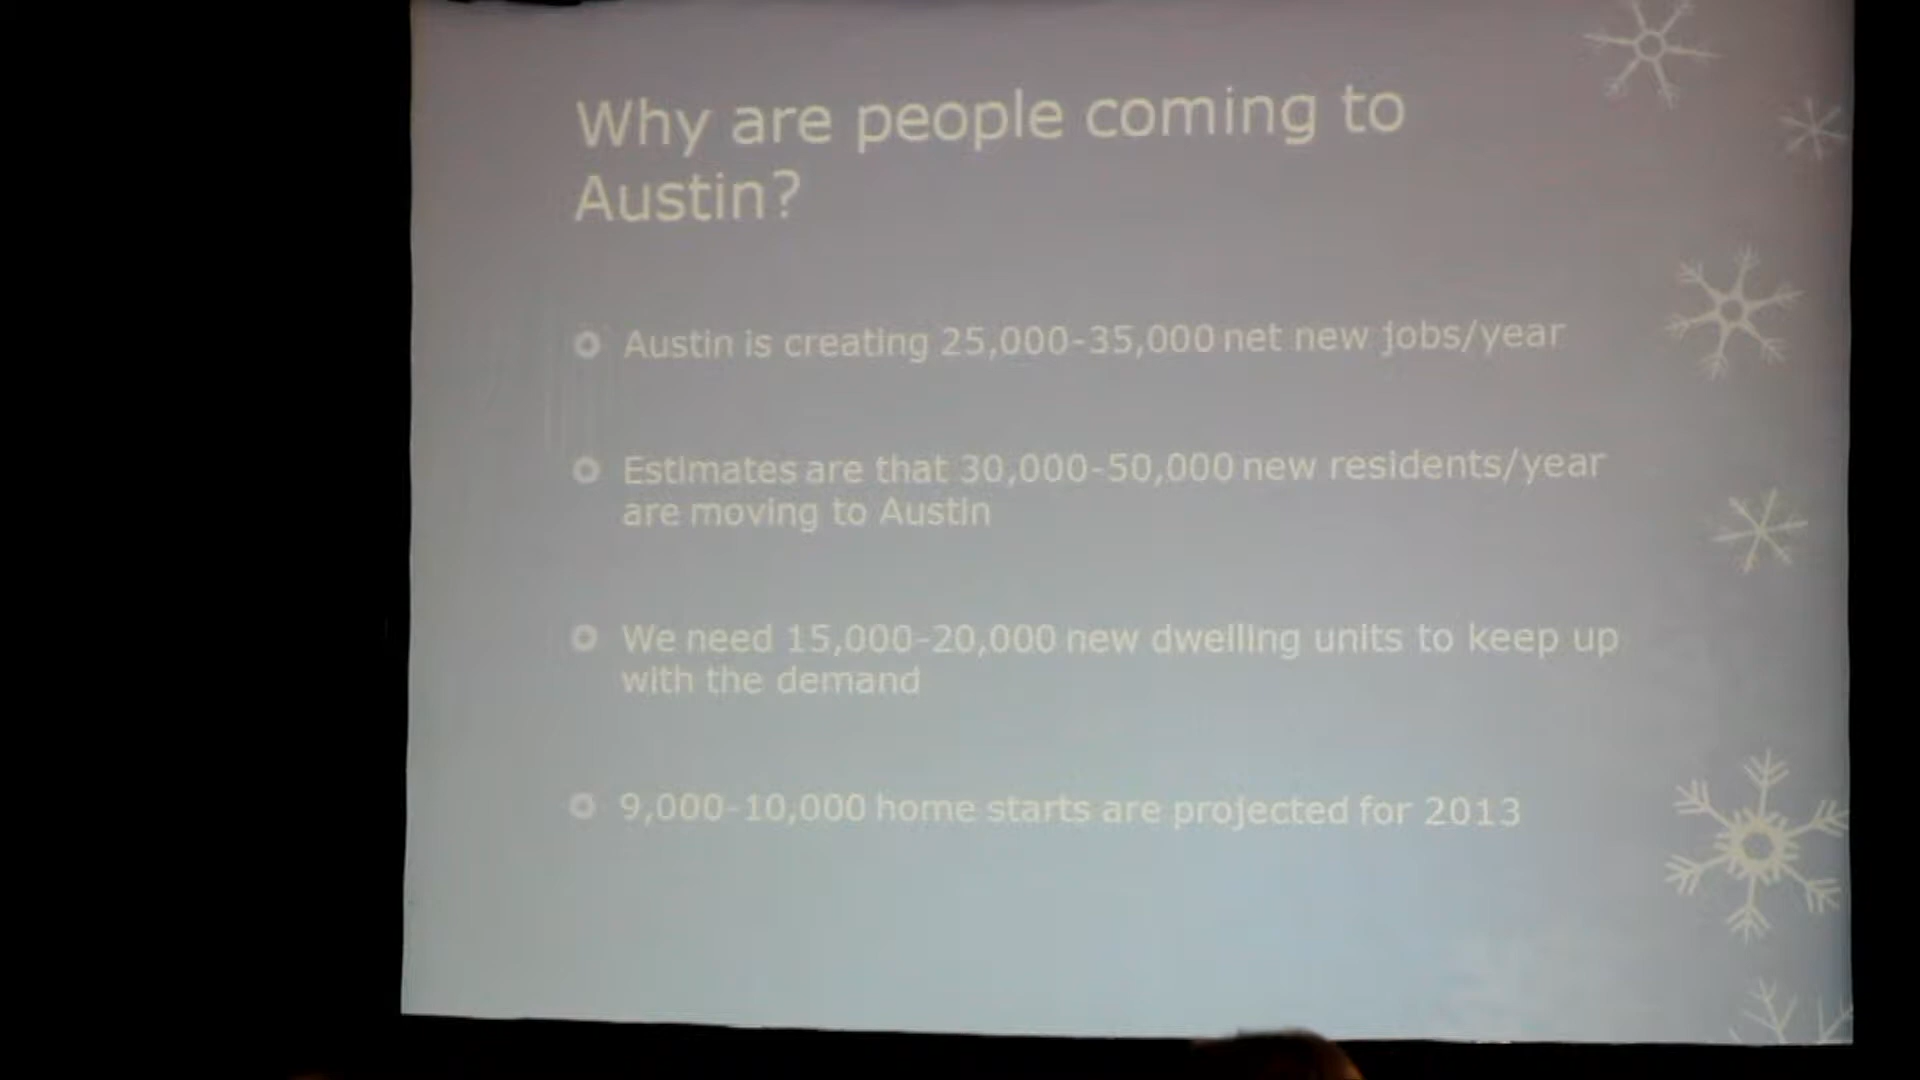 Why are people coming to
Austin?
Austin is creating 25,000-35,000 net new jobs/year
Estimates are that 30,000-50,000 new residents/year
are moving to Austin
We need 15,000-20,000 new dwelling units to keep up
with the demand
9,000-10,000 home starts are projected for 2013